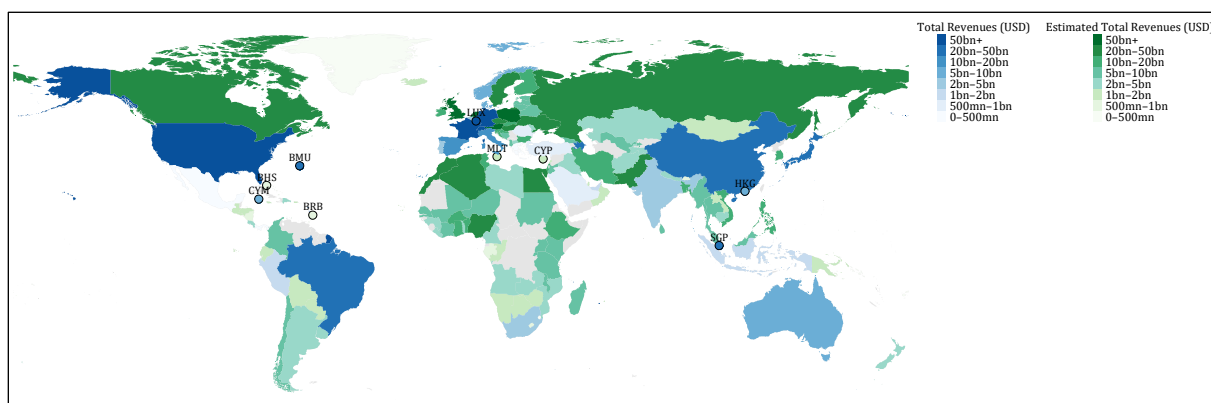 Total Revenues (USD)
50bn+
20bn–50bn
10bn–20bn
5bn–10bn
2bn–5bn
1bn–2bn
500mn–1bn
0–500mn
Estimated Total Revenues (USD)
50bn+
20bn–50bn
10bn–20bn
5bn–10bn
2bn–5bn
1bn–2bn
500mn–1bn
0–500mn
LUX
MLT
CYP
BMU
BHS
CYM
BRB
HKG
SGP